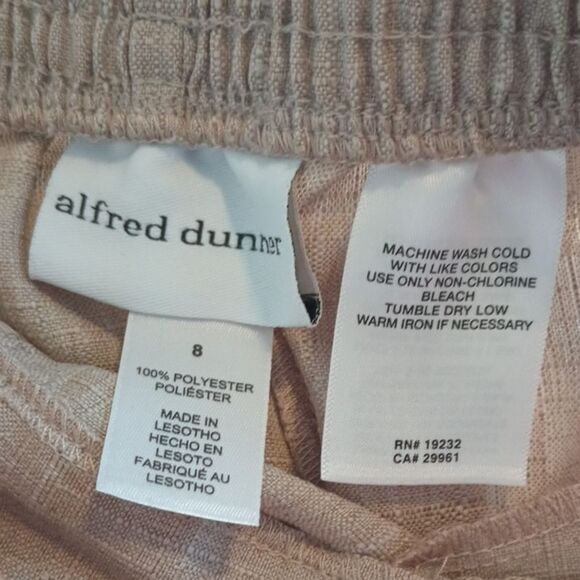 alfred dunner
8
100% POLYESTER
POLIÉSTER
MADE IN
LESOTHO
HECHO EN
LESOTO
FABRIQUÉ AU
LESOTHO
MACHINE WASH COLD
WITH LIKE COLORS
USE ONLY NON-CHLORINE
BLEACH
TUMBLE DRY LOW
WARM IRON IF NECESSARY
RN# 19232
CA# 29961